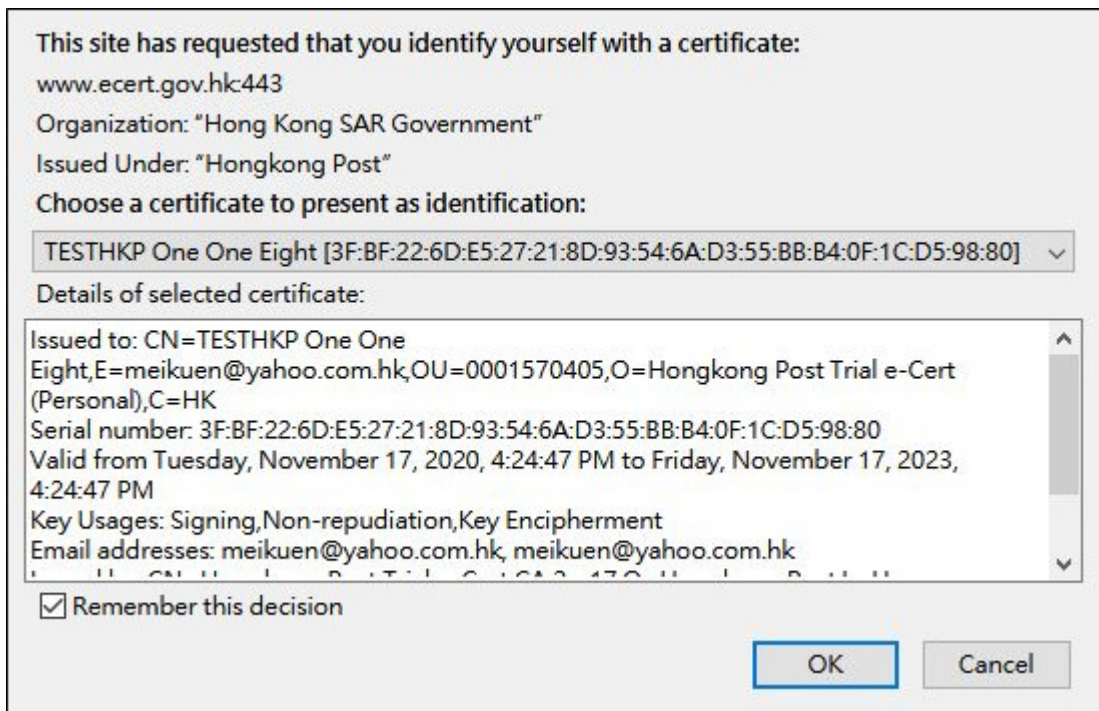 This site has requested that you identify yourself with a certificate:
www.ecert.gov.hk:443
Organization: “Hong Kong SAR Government”
Issued Under: “Hongkong Post”
Choose a certificate to present as identification:
TESTHKP One One Eight [3F:BF:22:6D:E5:27:21:8D:93:54:6A:D3:55:BB:B4:0F:1C:D5:98:80]
Details of selected certificate:
Issued to: CN=TESTHKP One One
Eight,E=meikuen@yahoo.com.hk,OU=0001570405,O=Hongkong Post Trial e-Cert
(Personal),C=HK
Serial number: 3F:BF:22:6D:E5:27:21:8D:93:54:6A:D3:55:BB:B4:0F:1C:D5:98:80
Valid from Tuesday, November 17, 2020, 4:24:47 PM to Friday, November 17, 2023,
4:24:47 PM
Key Usages: Signing,Non-repudiation,Key Encipherment
Email addresses: meikuen@yahoo.com.hk, meikuen@yahoo.com.hk
Remember this decision
OK
Cancel